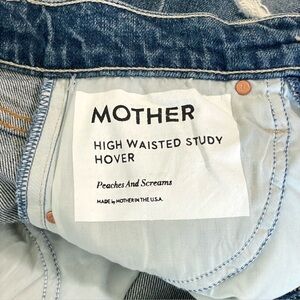 MOTHER
HIGH WAISTED STUDY
HOVER
Peaches And Screams
MADE by MOTHER IN THE U.S.A.